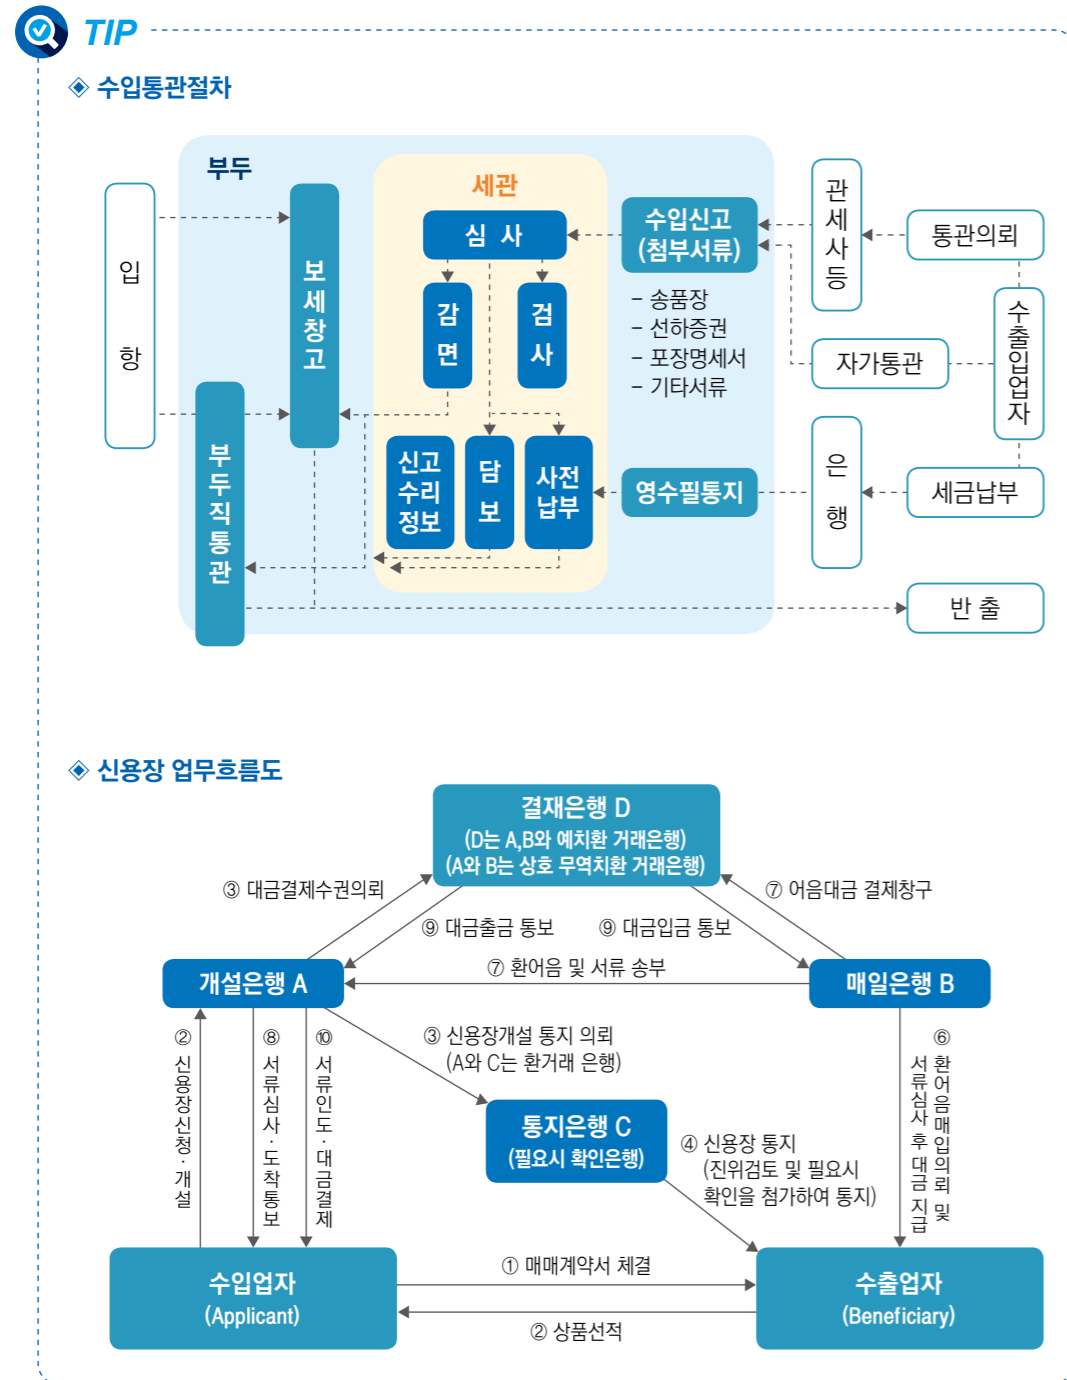 TIP
◈ 수입통관절차
부두
세관
입항
보세창고
부두직통관
심 사
감면
검사
신고
수리
정보
담보
사전
납부
수입신고
(첨부서류)
- 송품장
- 선하증권
- 포장명세서
- 기타서류
영수필통지
관세사등
통관의뢰
수출입업자
자가통관
은행
세금납부
반 출
◈ 신용장 업무흐름도
결재은행 D
(D는 A,B와 예치환 거래은행)
(A와 B는 상호 무역치환 거래은행)
③ 대금결제수권의뢰
⑦ 어음대금 결제창구
⑨ 대금출금 통보
⑨ 대금입금 통보
개설은행 A
⑦ 환어음 및 서류 송부
매일은행 B
② 신용장신청·개설
⑧ 서류심사·도착통보
⑩ 서류인도·대금결제
③ 신용장개설 통지 의뢰
(A와 C는 환거래 은행)
통지은행 C
(필요시 확인은행)
④ 신용장 통지
(진위검토 및 필요시
확인을 첨가하여 통지)
⑥ 환어음매입의뢰 및
서류심사 후 대금 지급
수입업자
(Applicant)
① 매매계약서 체결
② 상품선적
수출업자
(Beneficiary)